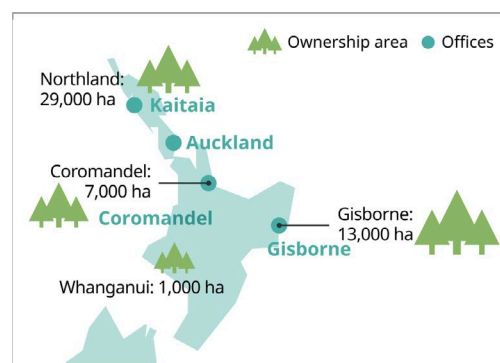 Ownership area
Offices
Northland:
29,000 ha
Kaitaia
Auckland
Coromandel:
7,000 ha
Coromandel
Gisborne:
13,000 ha
Gisborne
Whanganui: 1,000 ha